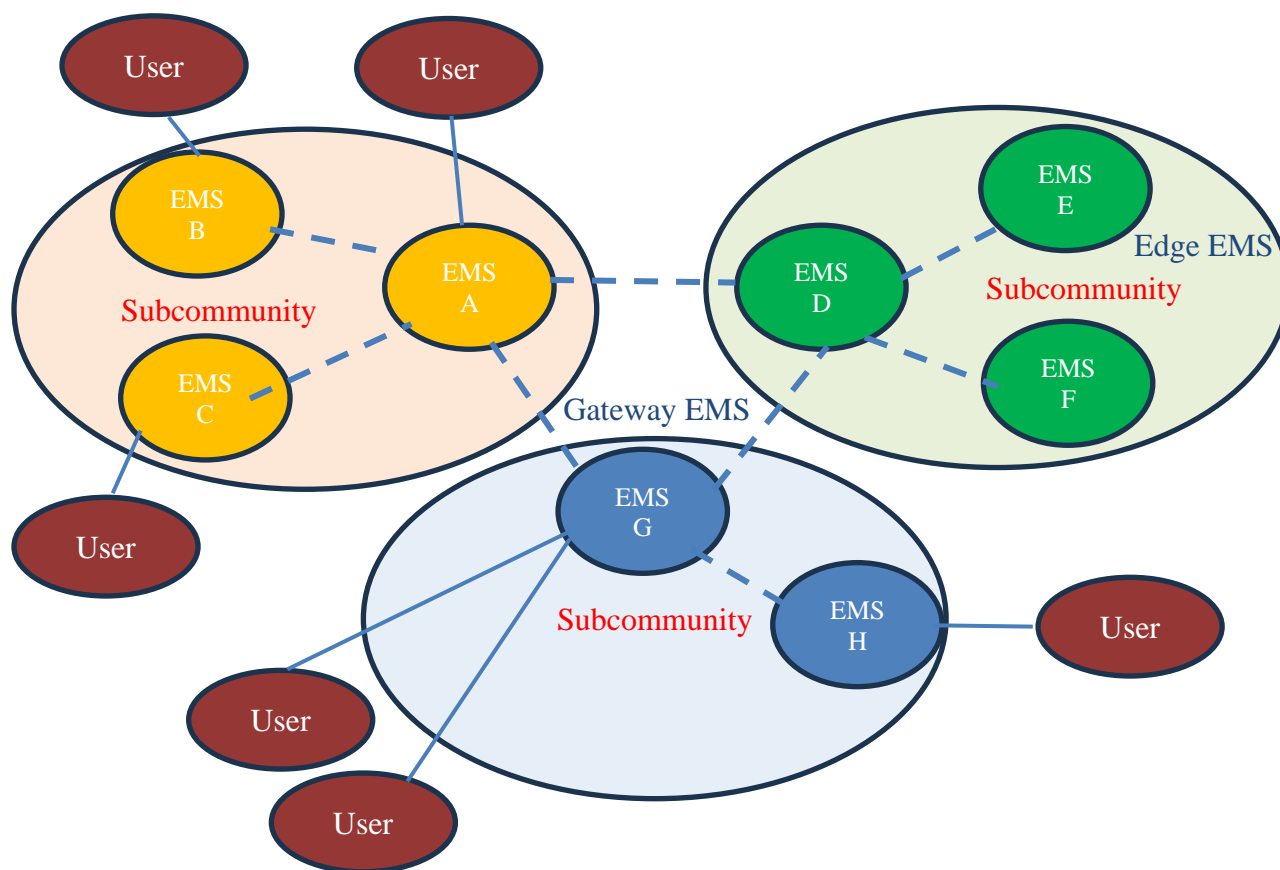 User
User
EMS
B
EMS
A
Subcommunity
EMS
C
User
EMS
E
Edge EMS
EMS
D
Subcommunity
EMS
F
Gateway EMS
EMS
G
Subcommunity
EMS
H
User
User
User